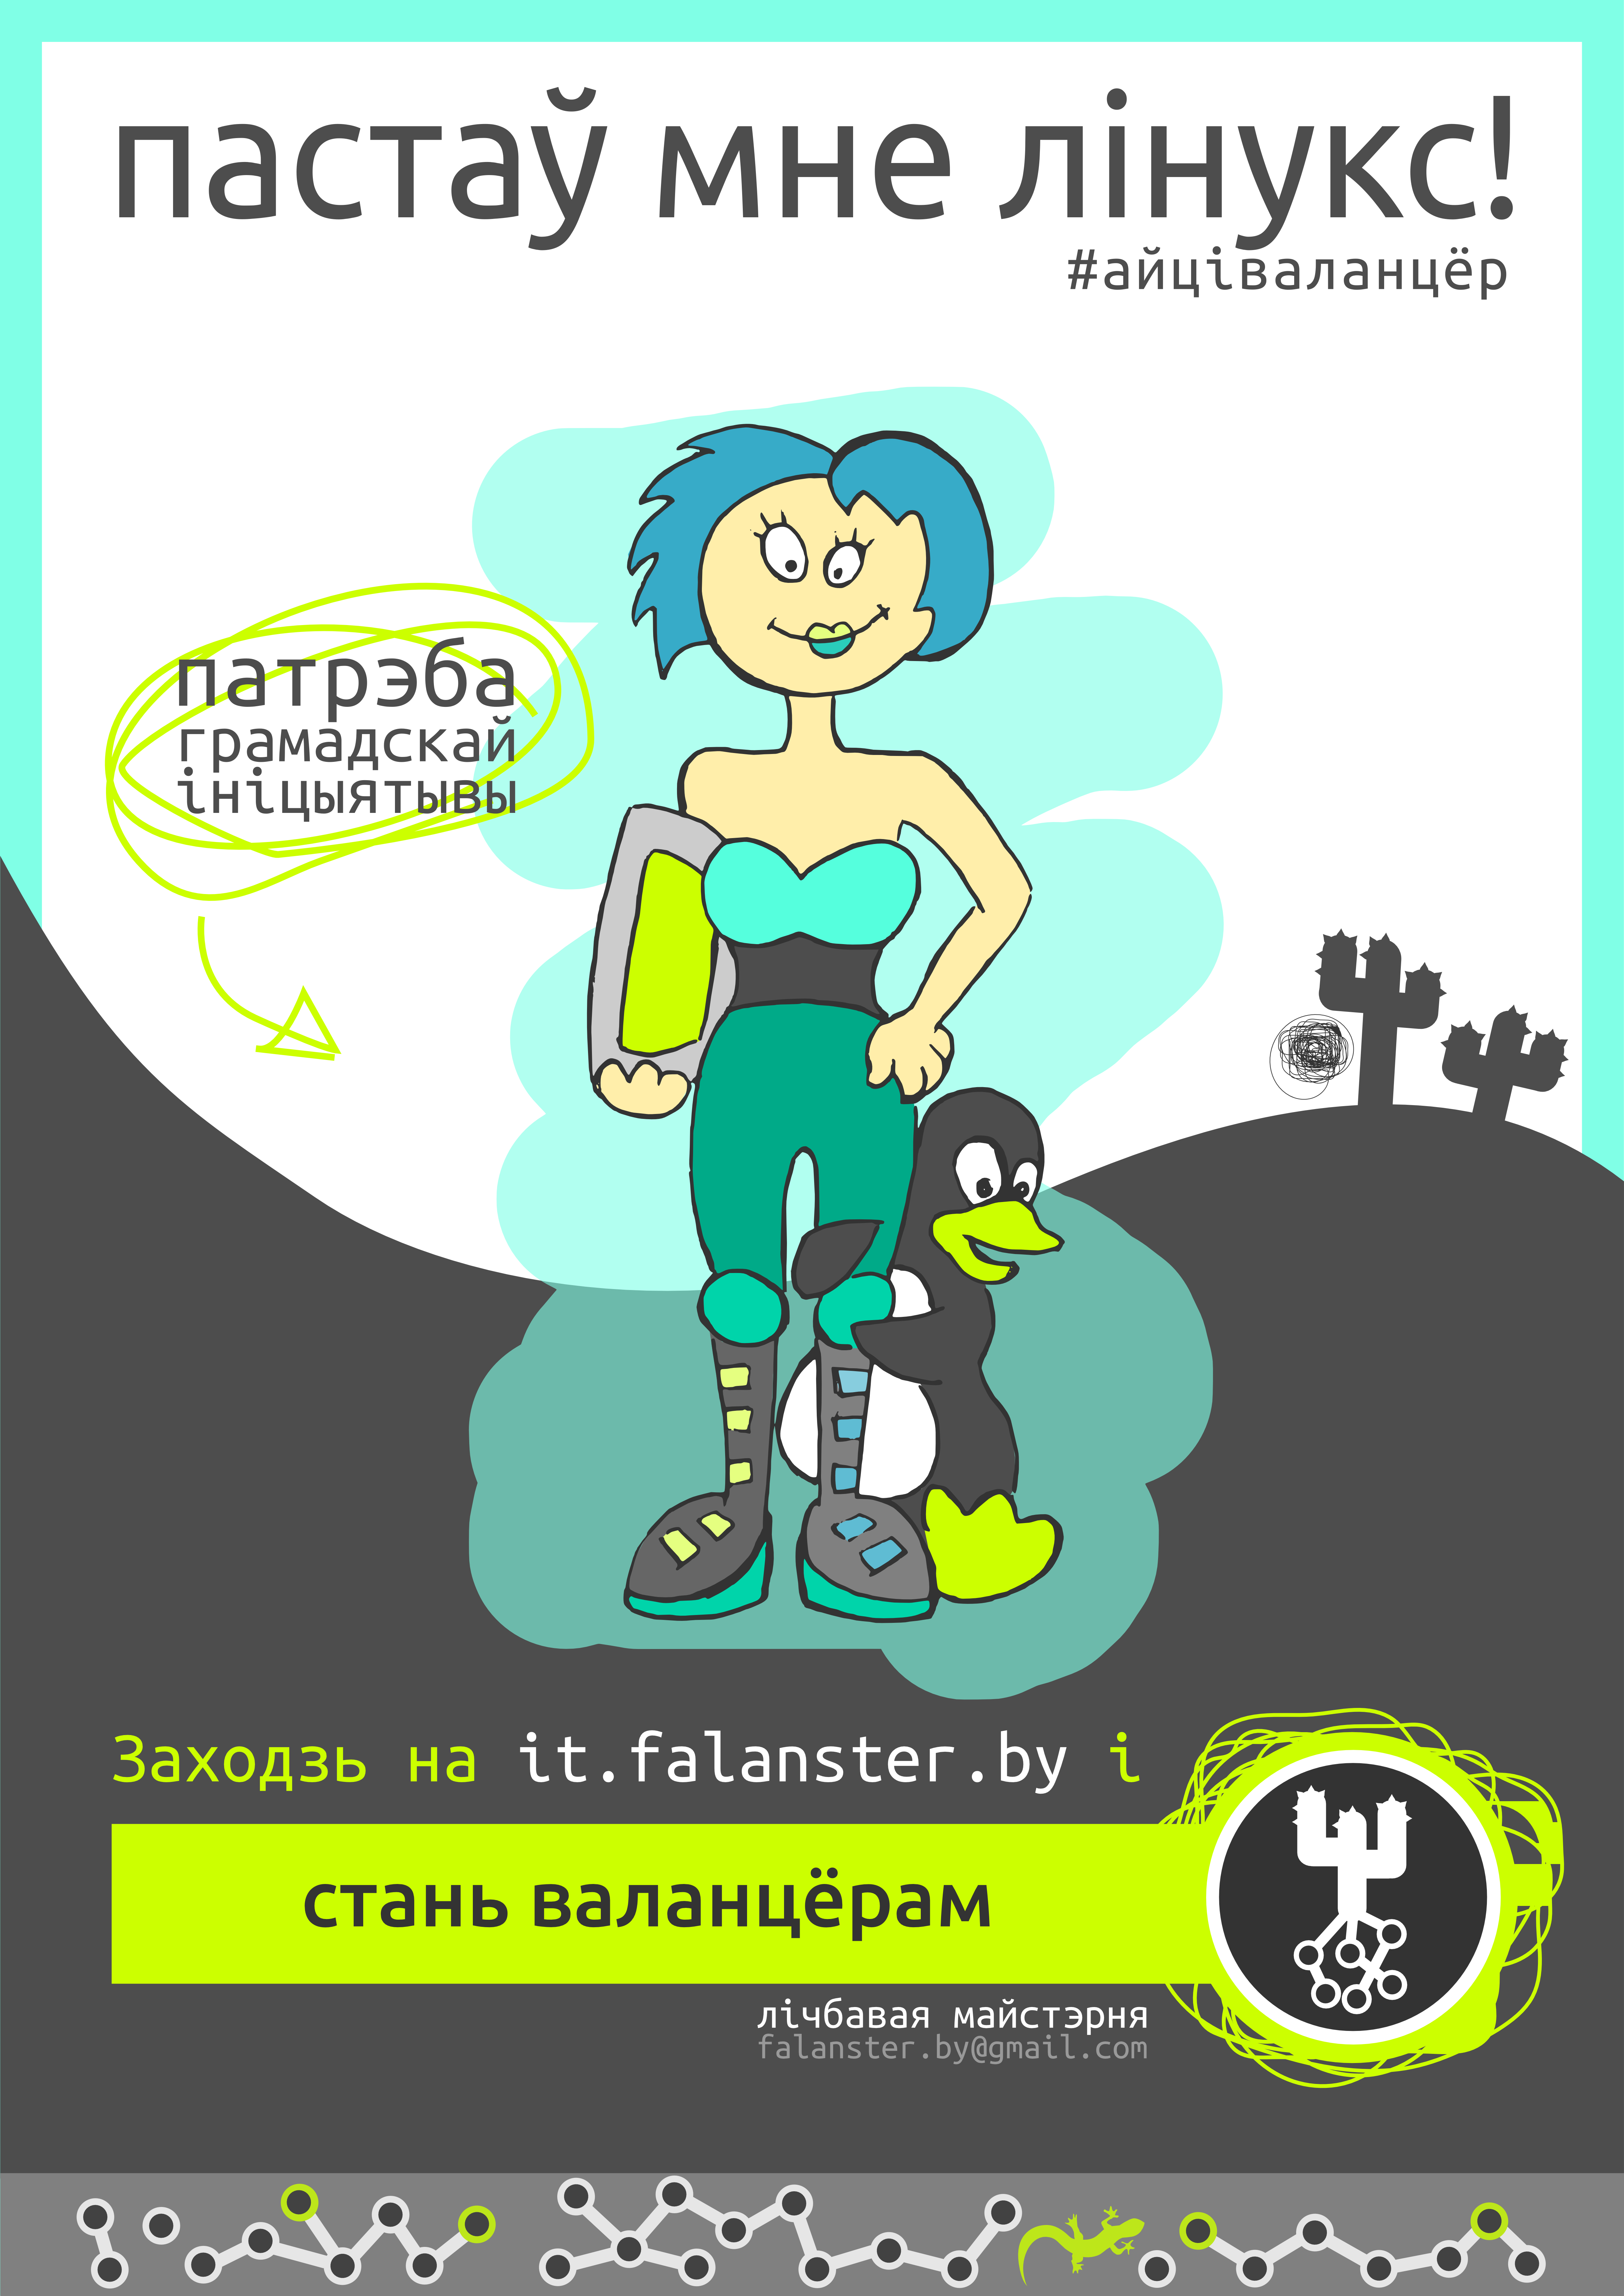 пастаў мне лінукс!
#айціваланцёр
патрэба
грамадскай
ініцыятывы
Заходзь на it.falanster.by і
стань валанцёрам
лічбавая майстэрня
falanster.by@gmail.com